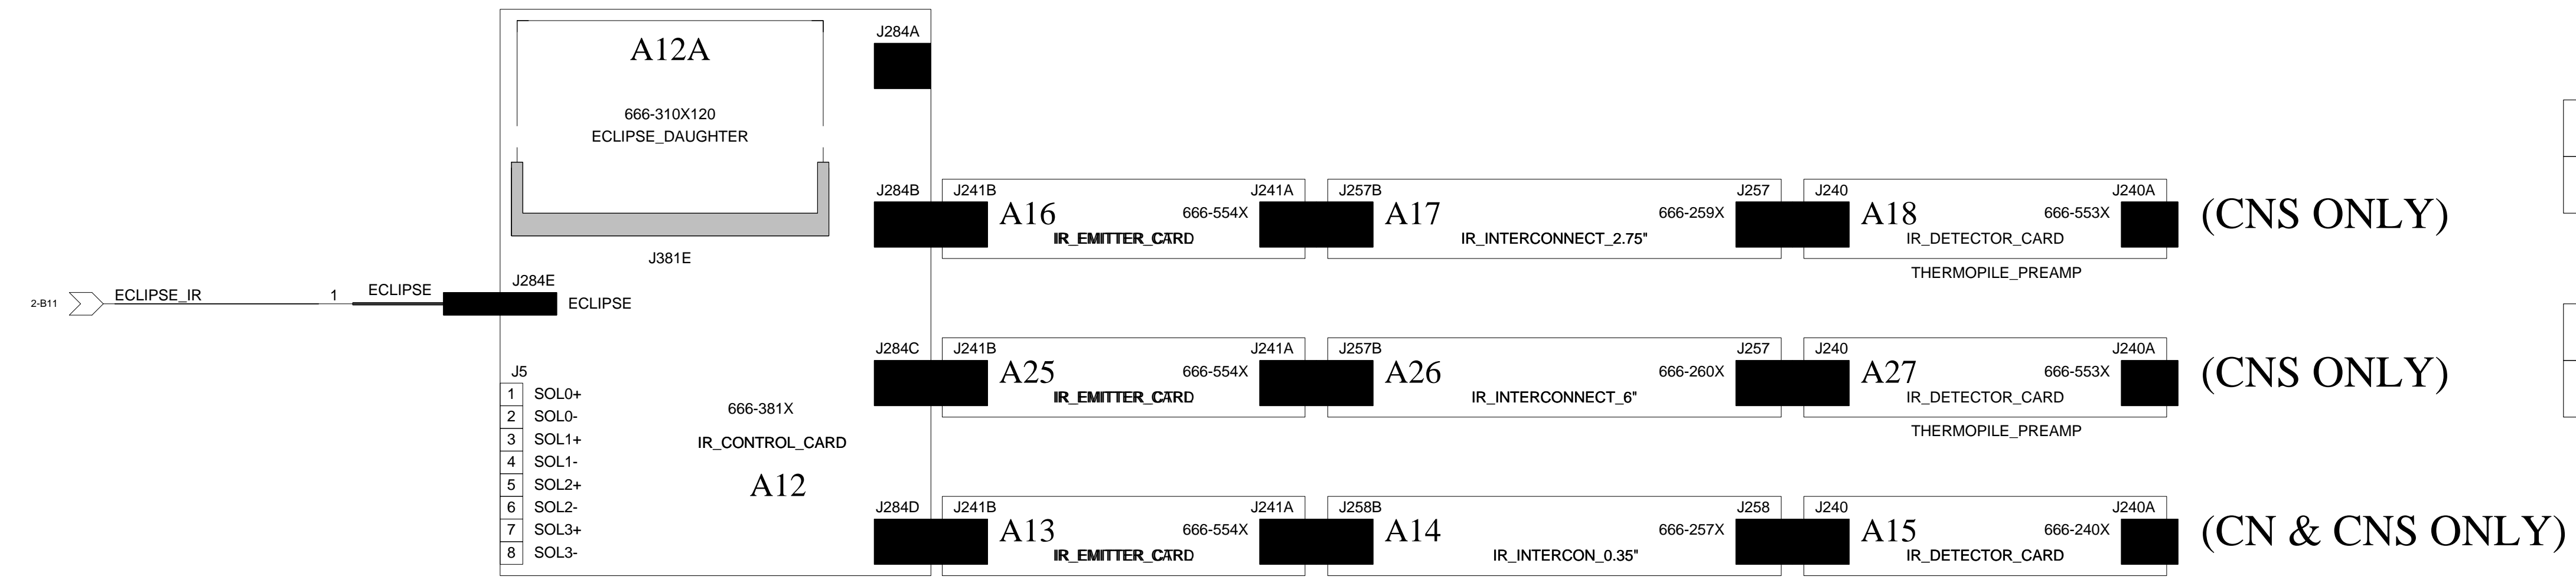 J284A
A12A
666-310X120
ECLIPSE_DAUGHTER
J284B J241B J241A J257B J257 J240 J240A
A16 666-554X A17 666-259X A18 666-553X (CNS ONLY)
IR_EMITTER_CARD IR_INTERCONNECT_2.75" IR_DETECTOR_CARD
J381E
THERMOPILE_PREAMP
J284E
2-B11 ECLIPSE_IR 1 ECLIPSE ECLIPSE
J284C J241B J241A J257B J257 J240 J240A
A25 666-554X A26 666-260X A27 666-553X (CNS ONLY)
IR_EMITTER_CARD IR_INTERCONNECT_6" IR_DETECTOR_CARD
THERMOPILE_PREAMP
J5
1 SOL0+
2 SOL0-
3 SOL1+
4 SOL1-
5 SOL2+
6 SOL2-
7 SOL3+
8 SOL3-
666-381X
IR_CONTROL_CARD
A12
J284D J241B J241A J258B J258 J240 J240A
A13 666-554X A14 666-257X A15 666-240X (CN & CNS ONLY)
IR_EMITTER_CARD IR_INTERCON_0.35" IR_DETECTOR_CARD